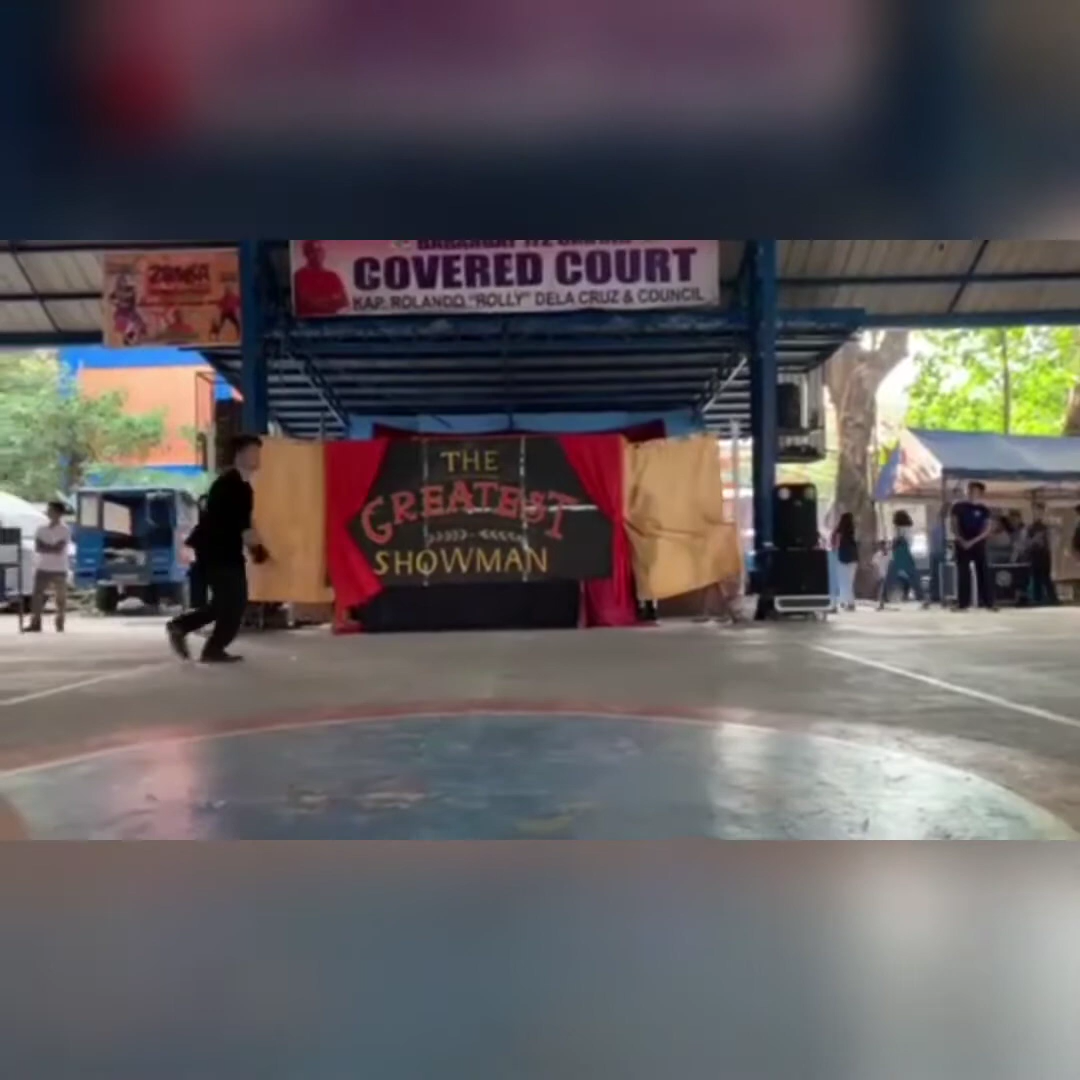 ZUMBA
COVERED COURT
KAP. ROLANDO "ROLLY" DELA CRUZ & COUNCIL
THE
GREATEST
SHOWMAN